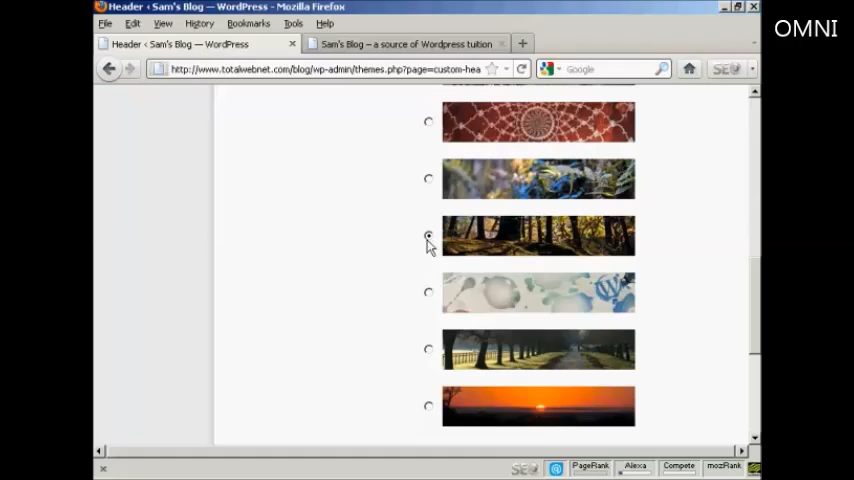 Header < Sam's Blog — WordPress - Mozilla Firefox
OMNI
File Edit View History Bookmarks Tools Help
Header < Sam's Blog — WordPress × Sam's Blog – a source of Wordpress tuition × +
http://www.totalwebnet.com/blog/wp-admin/themes.php?page=custom-hea Google SEO
SEO PageRank Alexa Compete mozRank